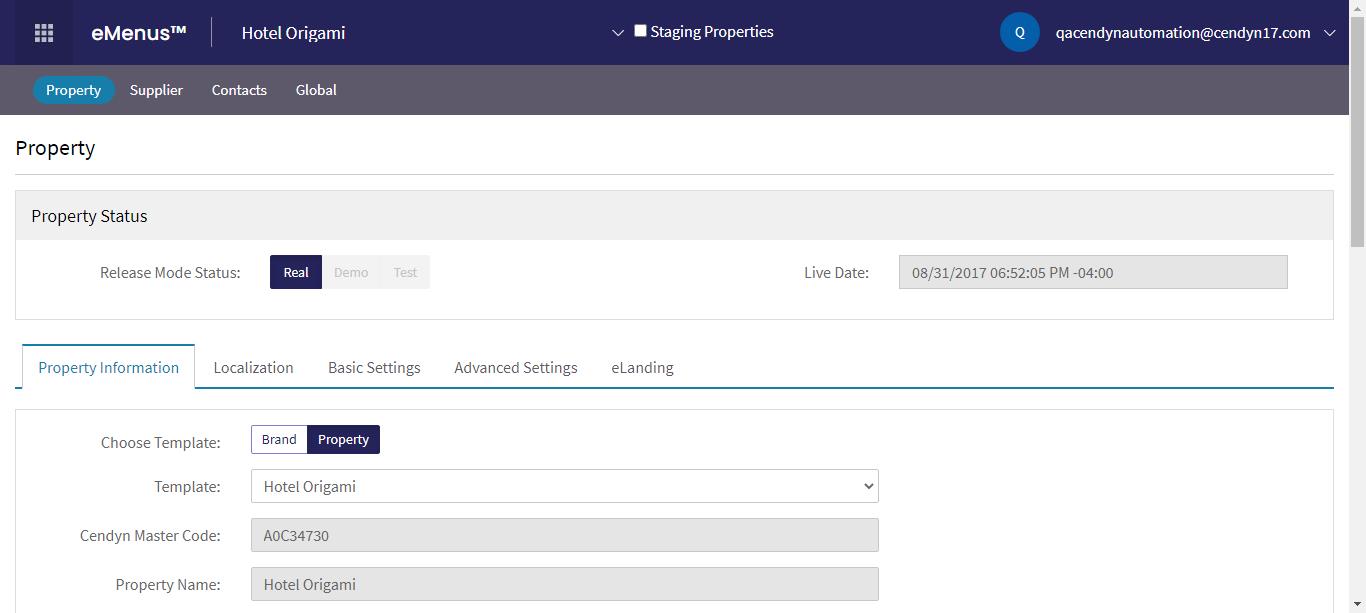 eMenus™ Hotel Origami Staging Properties Q qacendynautomation@cendyn17.com
Property Supplier Contacts Global
Property
Property Status
Release Mode Status: Real Demo Test Live Date: 08/31/2017 06:52:05 PM -04:00
Property Information Localization Basic Settings Advanced Settings eLanding
Choose Template: Brand Property
Template: Hotel Origami
Cendyn Master Code: A0C34730
Property Name: Hotel Origami